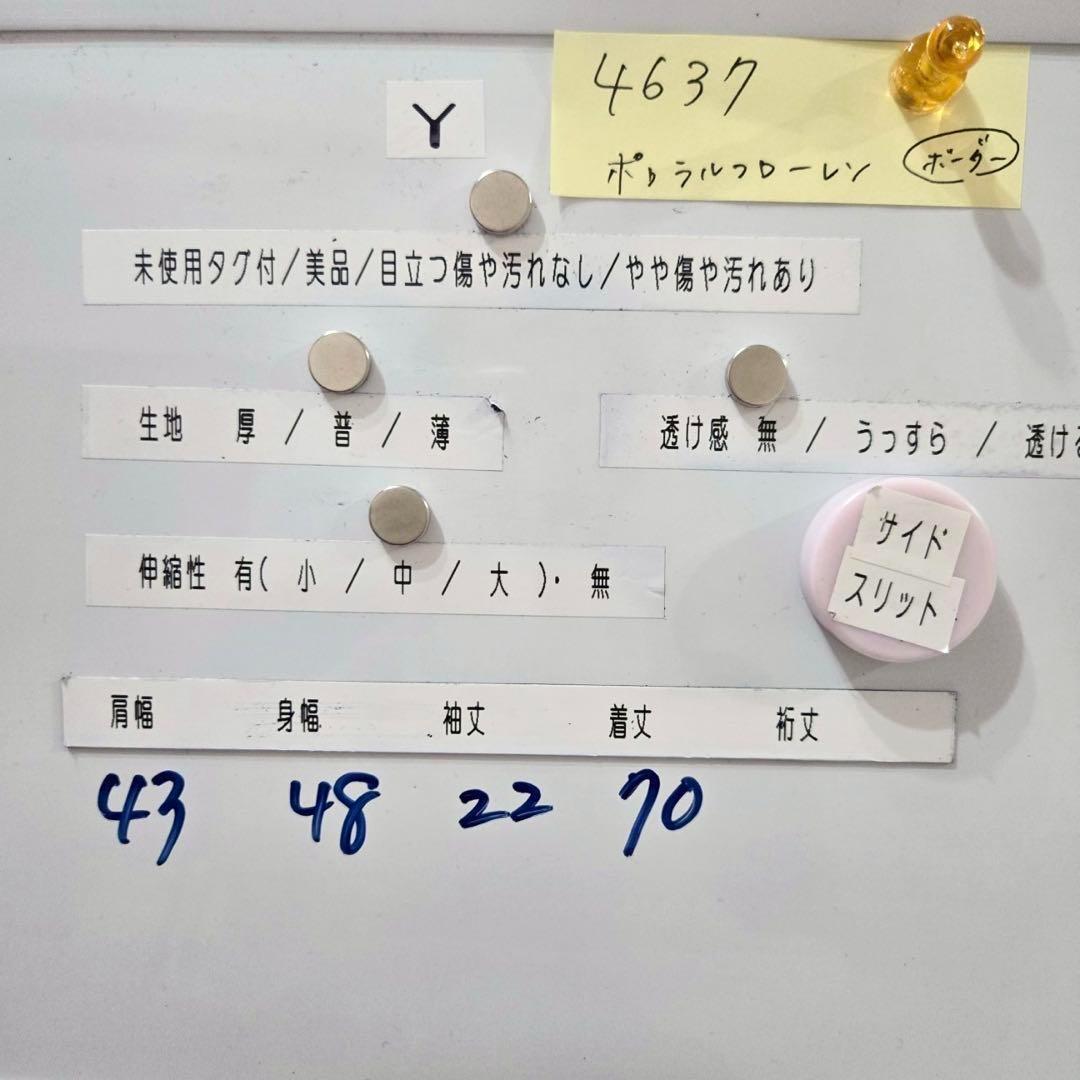 4637
ポロラルフローレン ボーダー
Y
未使用タグ付/美品/目立つ傷や汚れなし/やや傷や汚れあり
生地 厚 / 普 / 薄
透け感 無 / うっすら / 透ける
伸縮性 有( 小 / 中 / 大 )・無
サイド
スリット
肩幅 身幅 袖丈 着丈 裄丈
43 48 22 70